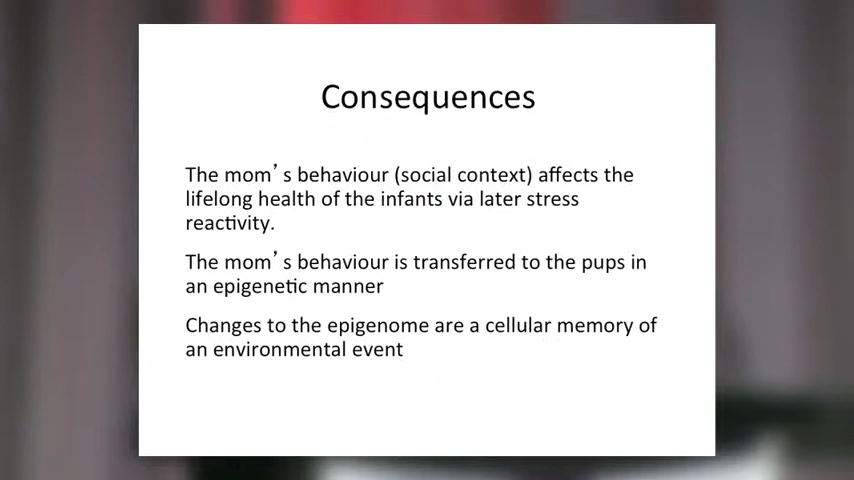 Consequences
The mom's behaviour (social context) affects the
lifelong health of the infants via later stress
reactivity.
The mom's behaviour is transferred to the pups in
an epigenetic manner
Changes to the epigenome are a cellular memory of
an environmental event